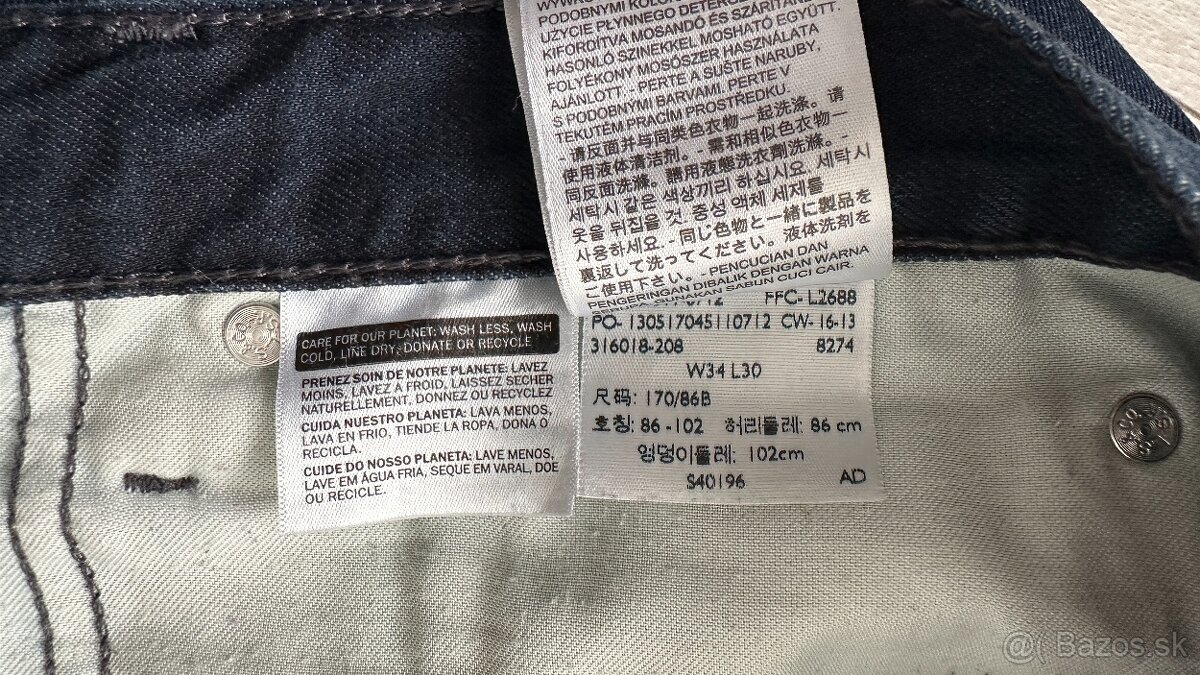 PODOBNYMI
UŻYCIE PŁYNNEGO
KIFORDÍTVA MOSANDÓ ÉS SZÁRÍTANDÓ
HASONLÓ SZINEKKEL MOSHATÓ EGYÜTT.
FOLYÉKONY MOSÓSZER HASZNÁLATA
AJÁNLOTT. - PERTE A SUŠTE NARUBY,
S PODOBNÝMI BARVAMI. PERTE V
TEKUTÉM PRACÍM PROSTŘEDKU.
- 请反面并与同类色衣物一起洗涤。请
使用液体清洁剂。- 需和相似色衣物一
同反面洗滌。請用液態洗衣劑洗滌。- 세탁시
세탁시 같은 색상끼리 하십시요. 세탁시
옷을 뒤집을 것. 중성 액체 세제를
사용하세요. - 同じ色物と一緒に製品を
裏返して洗ってください。液体洗剤を
ご使用下さい。- PENCUCIAN DAN
PENGERINGAN DIBALIK DENGAN WARNA
SABUN CUCI CAIR.
CARE FOR OUR PLANET: WASH LESS, WASH
COLD, LINE DRY, DONATE OR RECYCLE
PRENEZ SOIN DE NOTRE PLANETE: LAVEZ
MOINS, LAVEZ A FROID, LAISSEZ SECHER
NATURELLEMENT, DONNEZ OU RECYCLEZ
CUIDA NUESTRO PLANETA: LAVA MENOS,
LAVA EN FRIO, TIENDE LA ROPA, DONA O
RECICLA.
CUIDE DO NOSSO PLANETA: LAVE MENOS,
LAVE EM ÁGUA FRIA, SEQUE EM VARAL, DOE
OU RECICLE.
FFC- L2688
PO- 130517045110712 CW- 16-13
316018-208 8274
W34 L30
尺码: 170/86B
호칭: 86 -102 허리둘레: 86 cm
엉덩이둘레: 102cm
S40196 AD
@( Bazos.sk